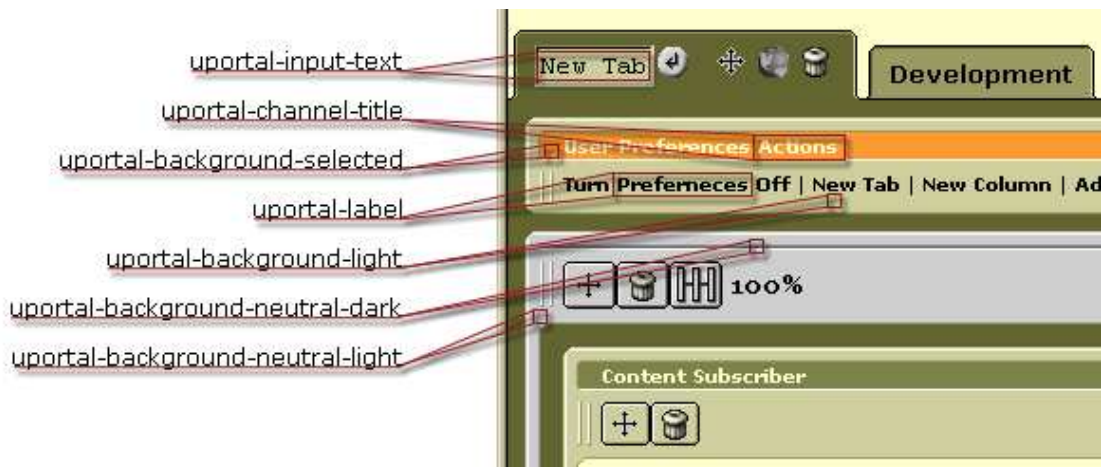 uportal-input-text
uportal-channel-title
uportal-background-selected
uportal-label
uportal-background-light
uportal-background-neutral-dark
uportal-background-neutral-light
New Tab
Development
User Preferences Actions
Turn Preferneces Off | New Tab | New Column | Ad
100%
Content Subscriber